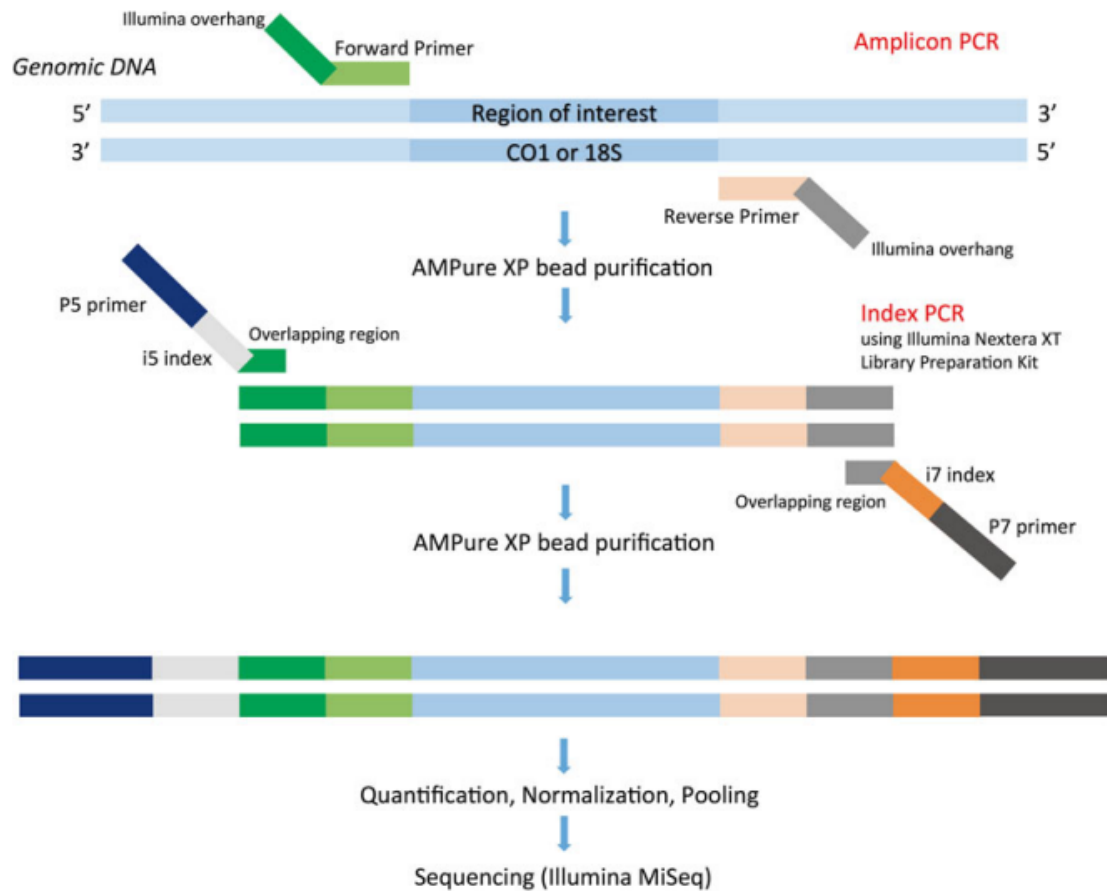 Illumina overhang
Forward Primer
Amplicon PCR
Genomic DNA
5’ Region of interest 3’
3’ CO1 or 18S 5’
Reverse Primer
Illumina overhang
AMPure XP bead purification
P5 primer
i5 index
Overlapping region
Index PCR
using Illumina Nextera XT
Library Preparation Kit
i7 index
Overlapping region
P7 primer
AMPure XP bead purification
Quantification, Normalization, Pooling
Sequencing (Illumina MiSeq)